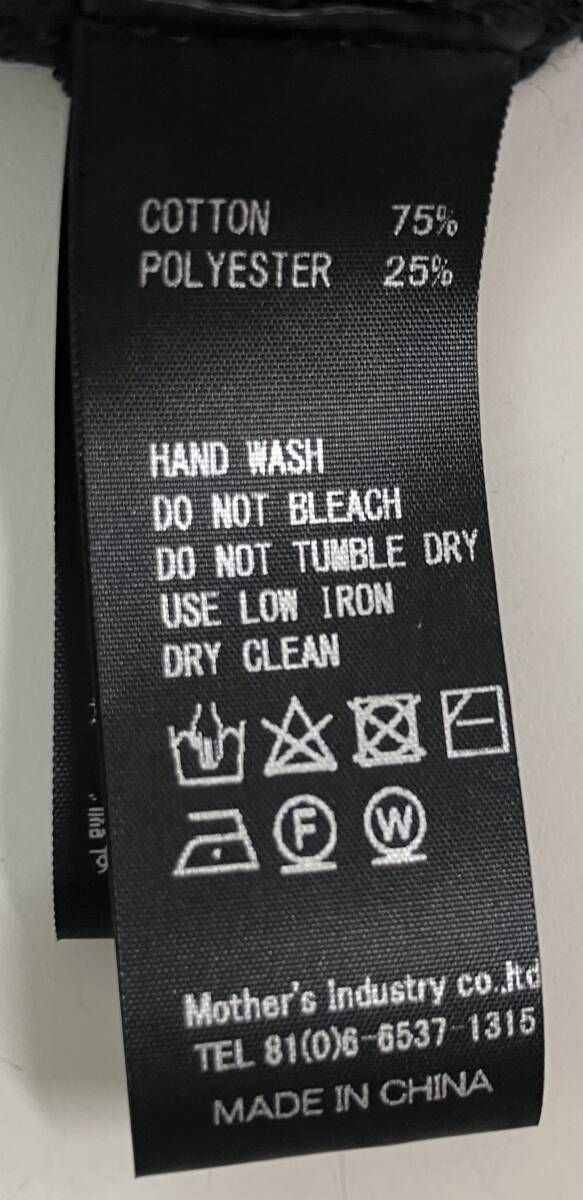 COTTON 75%
POLYESTER 25%
HAND WASH
DO NOT BLEACH
DO NOT TUMBLE DRY
USE LOW IRON
DRY CLEAN
F W
Mother's Industry co.,ltd
TEL 81(0)6-6537-1315
MADE IN CHINA